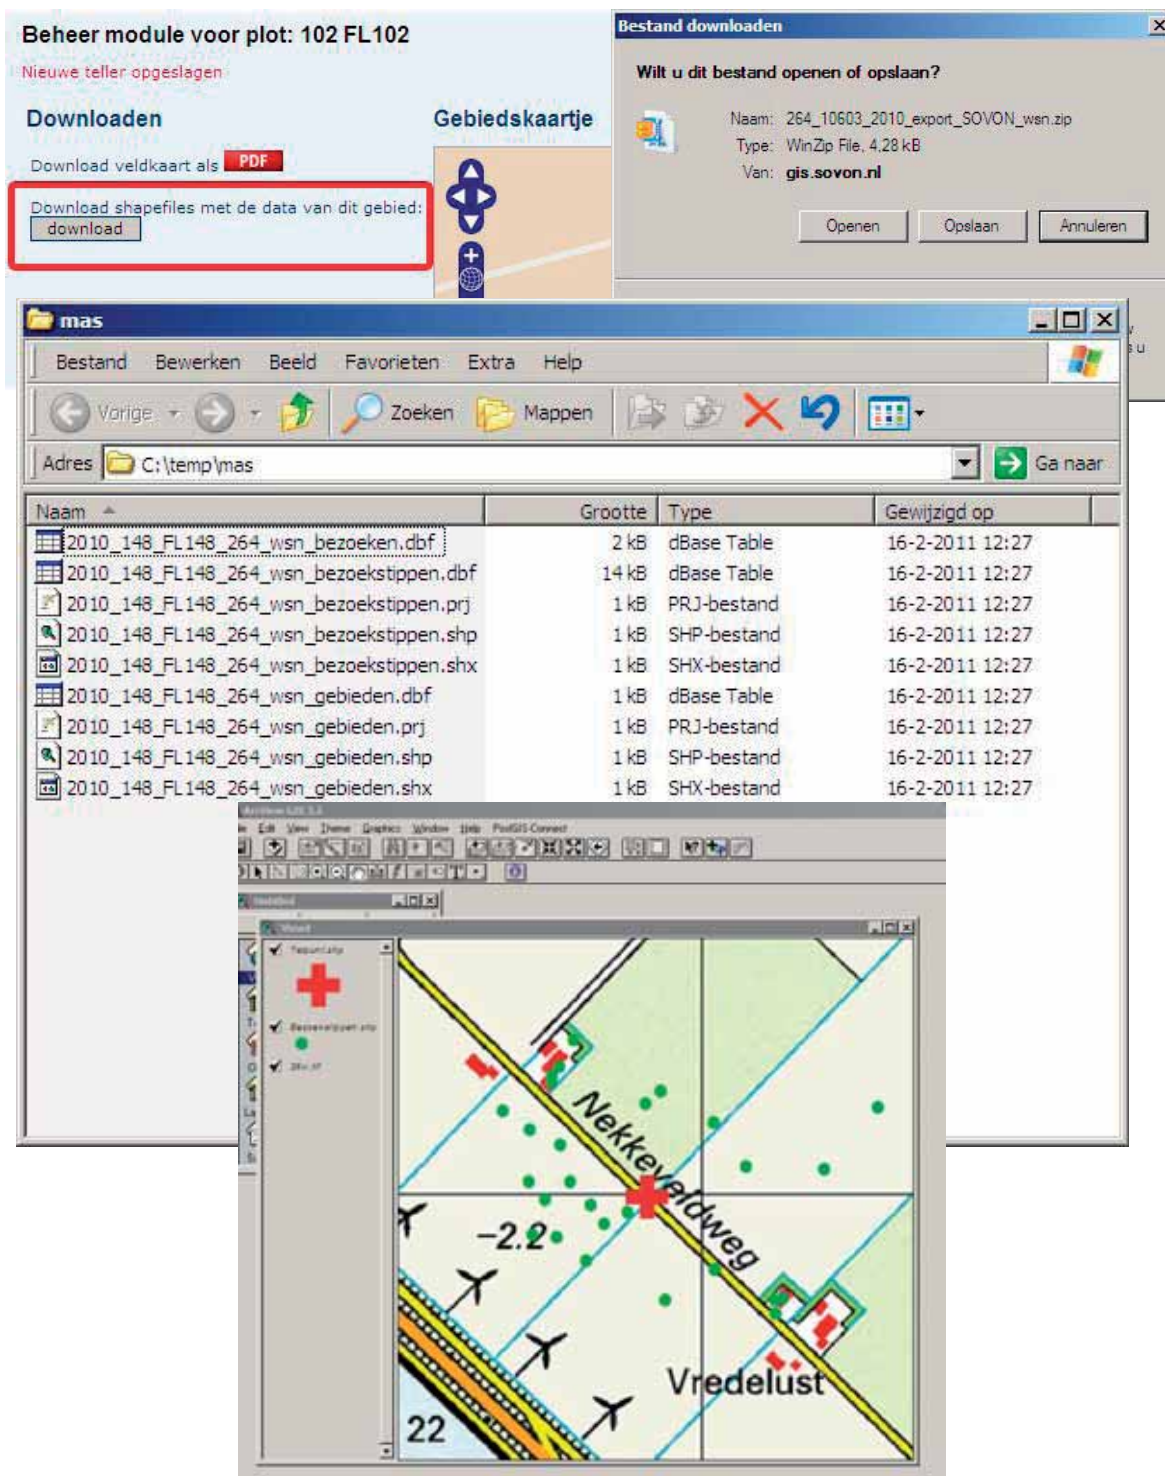 Beheer module voor plot: 102 FL102
Nieuwe teller opgeslagen
Downloaden
Gebiedskaartje
Download veldkaart als PDF
Download shapefiles met de data van dit gebied:
download
Bestand downloaden
Wilt u dit bestand openen of opslaan?
Naam: 264_10603_2010_export_SOVON_wsn.zip
Type: WinZip File, 4,28 kB
Van: gis.sovon.nl
Openen Opslaan Annuleren
mas
Bestand Bewerken Beeld Favorieten Extra Help
Vorige Zoeken Mappen
Adres C:\temp\mas Ga naar
Naam Grootte Type Gewijzigd op
2010_148_FL148_264_wsn_bezoeken.dbf 2 kB dBase Table 16-2-2011 12:27
2010_148_FL148_264_wsn_bezoekstippen.dbf 14 kB dBase Table 16-2-2011 12:27
2010_148_FL148_264_wsn_bezoekstippen.prj 1 kB PRJ-bestand 16-2-2011 12:27
2010_148_FL148_264_wsn_bezoekstippen.shp 1 kB SHP-bestand 16-2-2011 12:27
2010_148_FL148_264_wsn_bezoekstippen.shx 1 kB SHX-bestand 16-2-2011 12:27
2010_148_FL148_264_wsn_gebieden.dbf 1 kB dBase Table 16-2-2011 12:27
2010_148_FL148_264_wsn_gebieden.prj 1 kB PRJ-bestand 16-2-2011 12:27
2010_148_FL148_264_wsn_gebieden.shp 1 kB SHP-bestand 16-2-2011 12:27
2010_148_FL148_264_wsn_gebieden.shx 1 kB SHX-bestand 16-2-2011 12:27
Edit View Theme Graphics Window Help PostGIS-Connect
Nekkeveldweg
-2.2
Vredelust
22